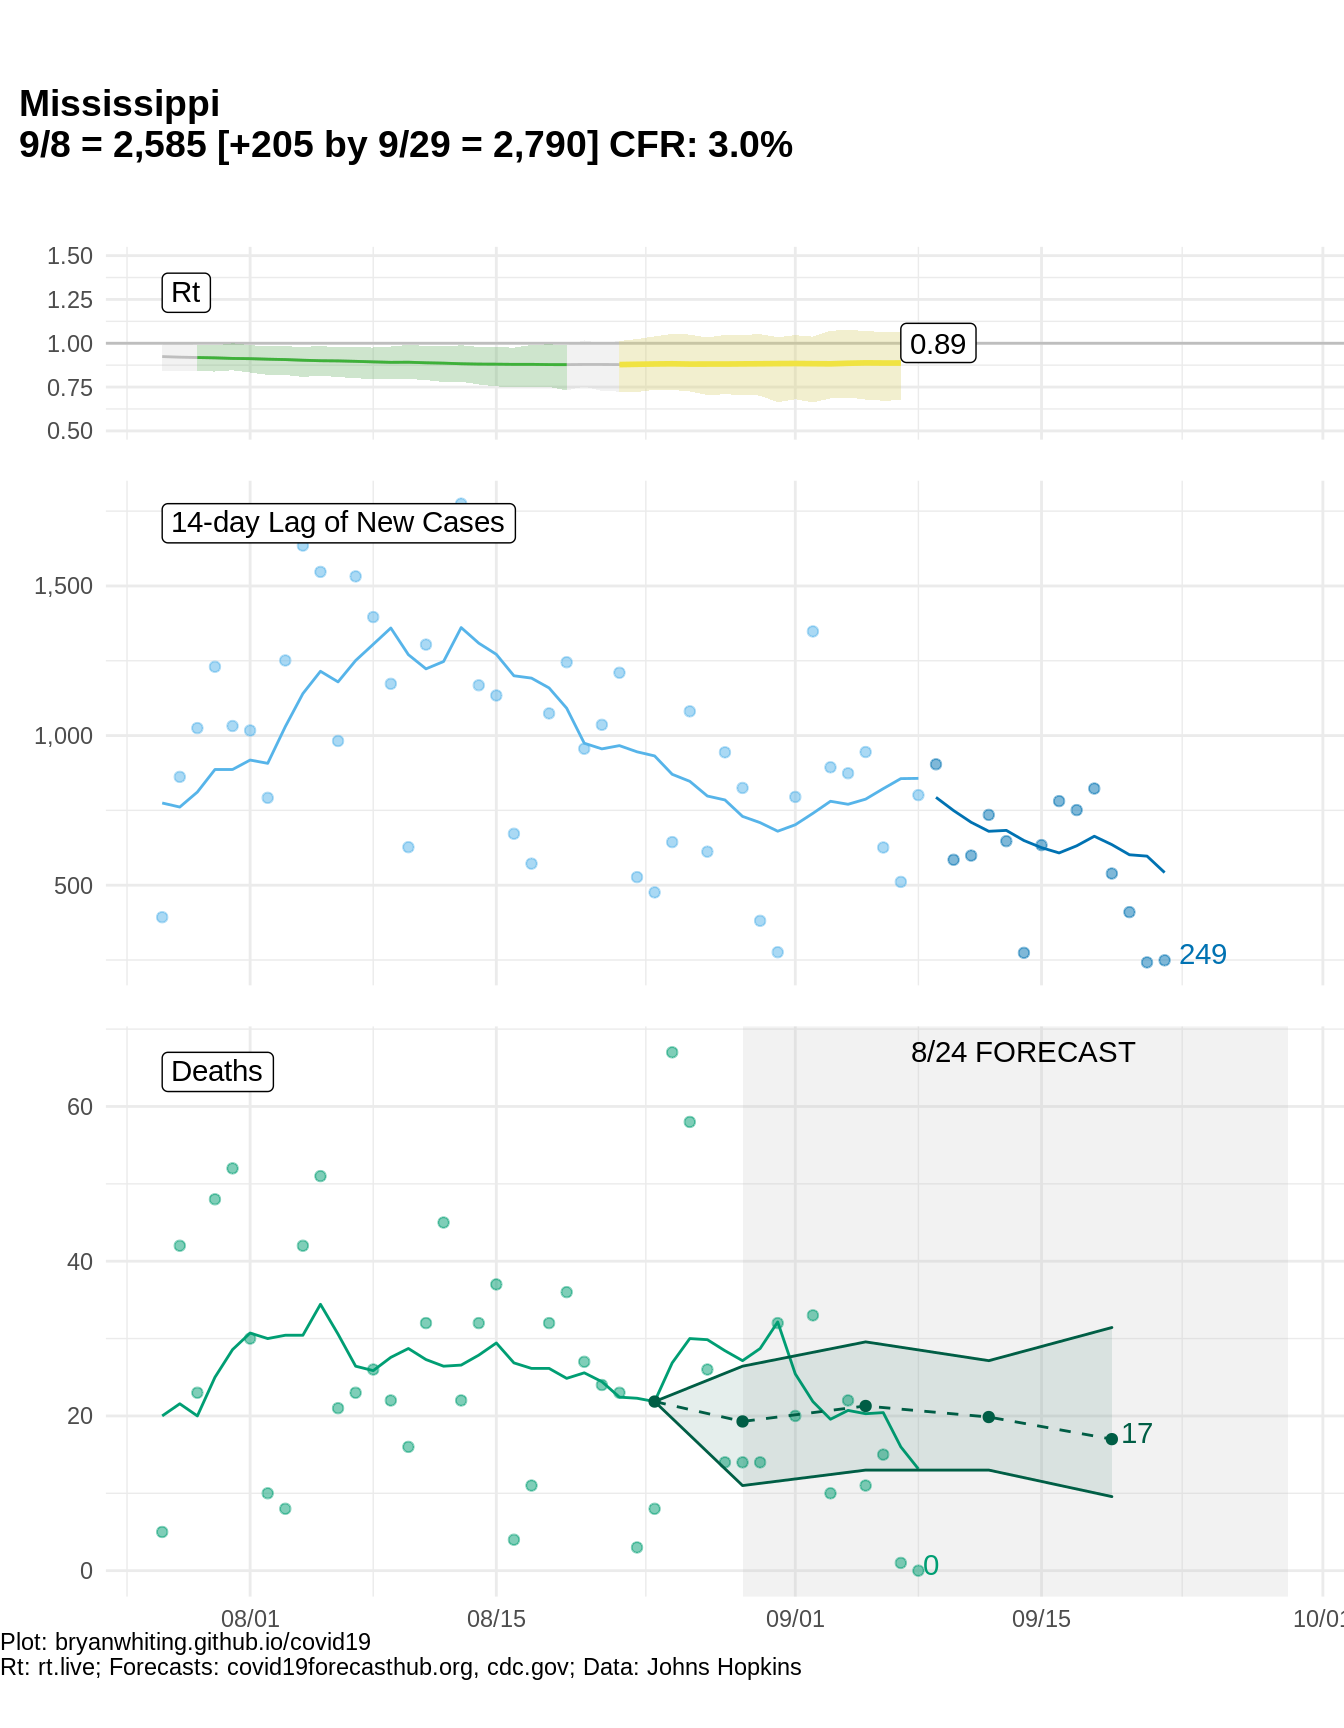 Mississippi
9/8 = 2,585 [+205 by 9/29 = 2,790] CFR: 3.0%
1.50
1.25
1.00
0.75
0.50
Rt
0.89
14-day Lag of New Cases
1,500
1,000
500
249
8/24 FORECAST
Deaths
60
40
20
0
17
0
08/01
08/15
09/01
09/15
10/01
Plot: bryanwhiting.github.io/covid19
Rt: rt.live; Forecasts: covid19forecasthub.org, cdc.gov; Data: Johns Hopkins